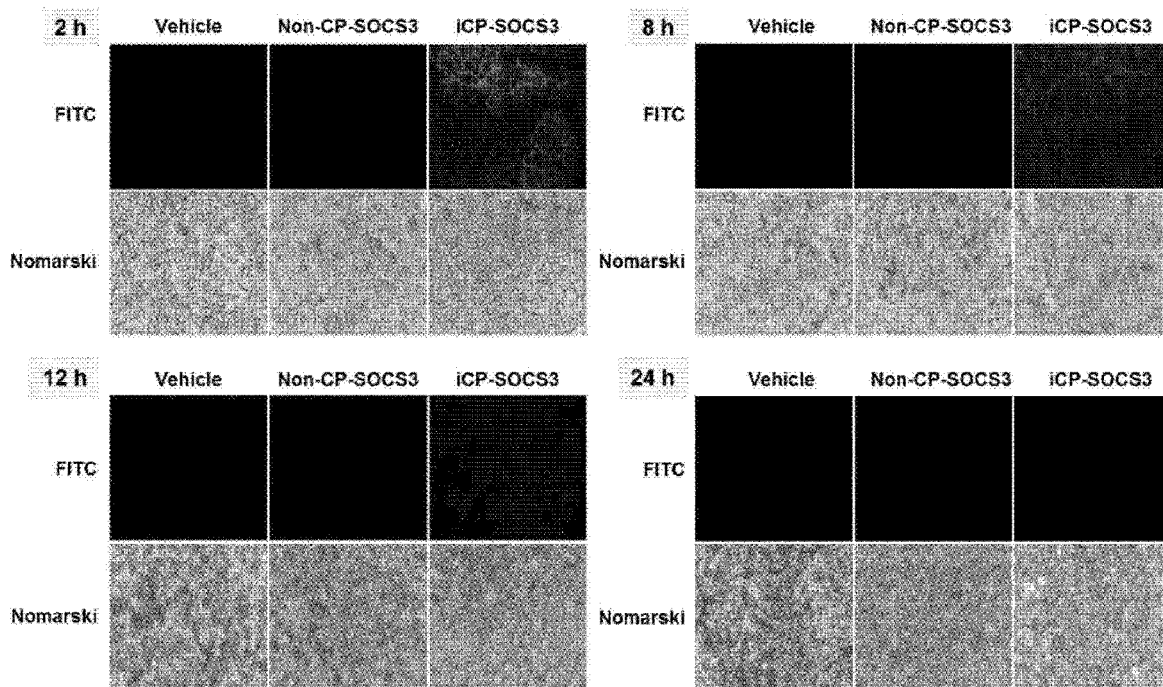 2 h Vehicle Non-CP-SOCS3 iCP-SOCS3
FITC
Nomarski
8 h Vehicle Non-CP-SOCS3 iCP-SOCS3
FITC
Nomarski
12 h Vehicle Non-CP-SOCS3 iCP-SOCS3
FITC
Nomarski
24 h Vehicle Non-CP-SOCS3 iCP-SOCS3
FITC
Nomarski